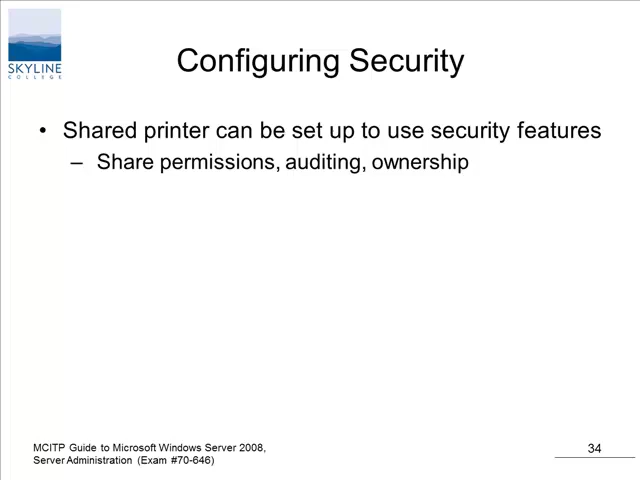 SKYLINE
COLLEGE
Configuring Security
• Shared printer can be set up to use security features
– Share permissions, auditing, ownership
MCITP Guide to Microsoft Windows Server 2008,
Server Administration (Exam #70-646)
34